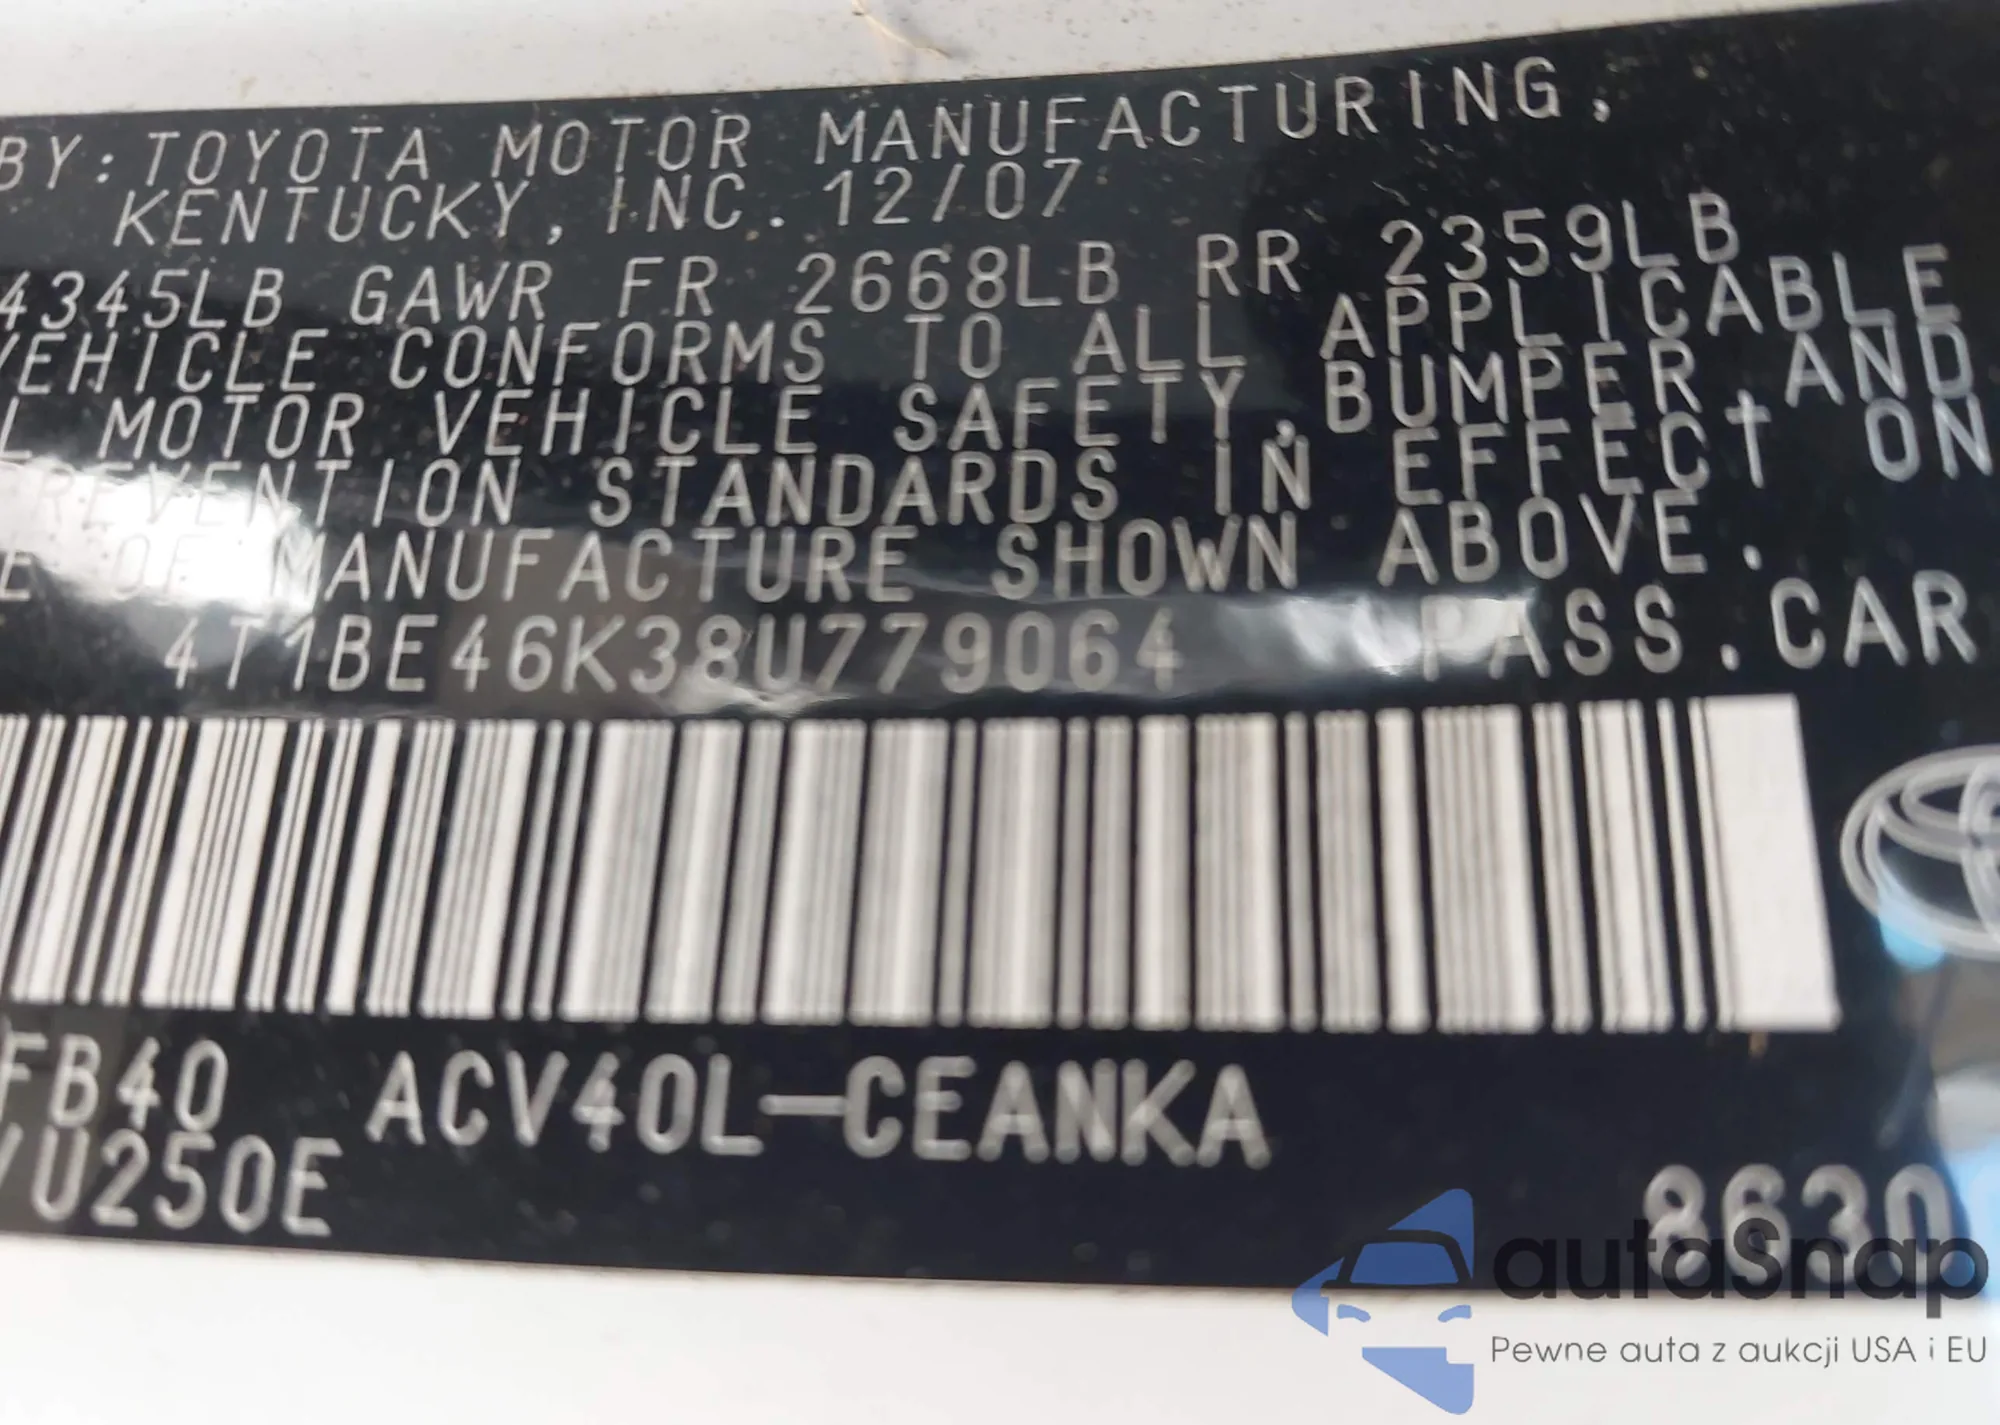 BY: TOYOTA MOTOR MANUFACTURING,
KENTUCKY, INC. 12/07
4345LB GAWR FR 2668LB RR 2359LB
VEHICLE CONFORMS TO ALL APPLICABLE
L MOTOR VEHICLE SAFETY, BUMPER AND
REVENTION STANDARDS IN EFFECT ON
E OF MANUFACTURE SHOWN ABOVE.
4T1BE46K38U779064 PASS.CAR
FB40 ACV40L-CEANKA
/U250E
8630
autaSnap
Pewne auta z aukcji USA i EU